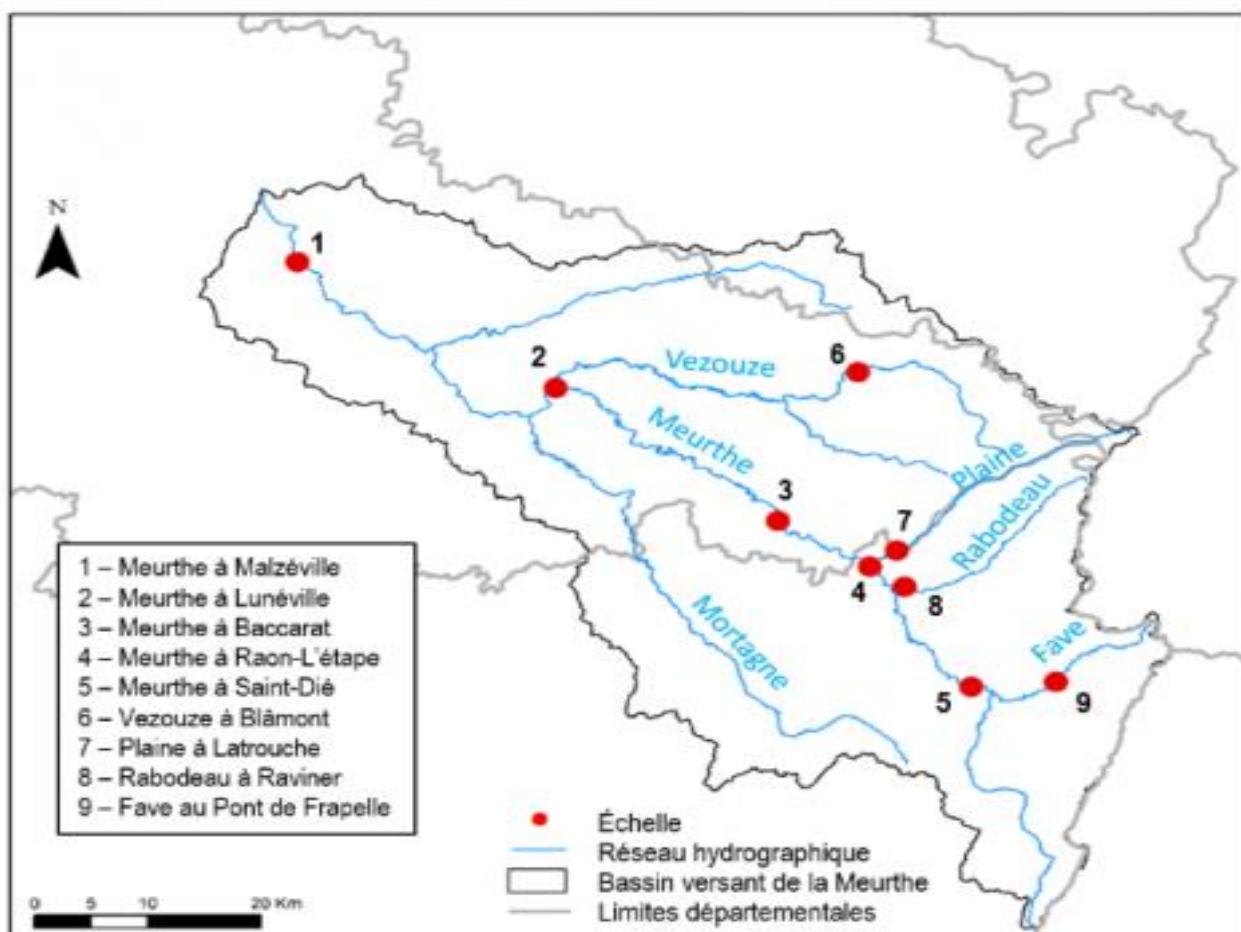 N
1
2
Vezouze
6
Meurthe
Plaine
3
7
Rabodeau
4
8
Mortagne
Fave
5
9
1 – Meurthe à Malzéville
2 – Meurthe à Lunéville
3 – Meurthe à Baccarat
4 – Meurthe à Raon-L'étape
5 – Meurthe à Saint-Dié
6 – Vezouze à Blâmont
7 – Plaine à Latrouche
8 – Rabodeau à Raviner
9 – Fave au Pont de Frapelle
Échelle
Réseau hydrographique
Bassin versant de la Meurthe
Limites départementales
0 5 10 20 Km